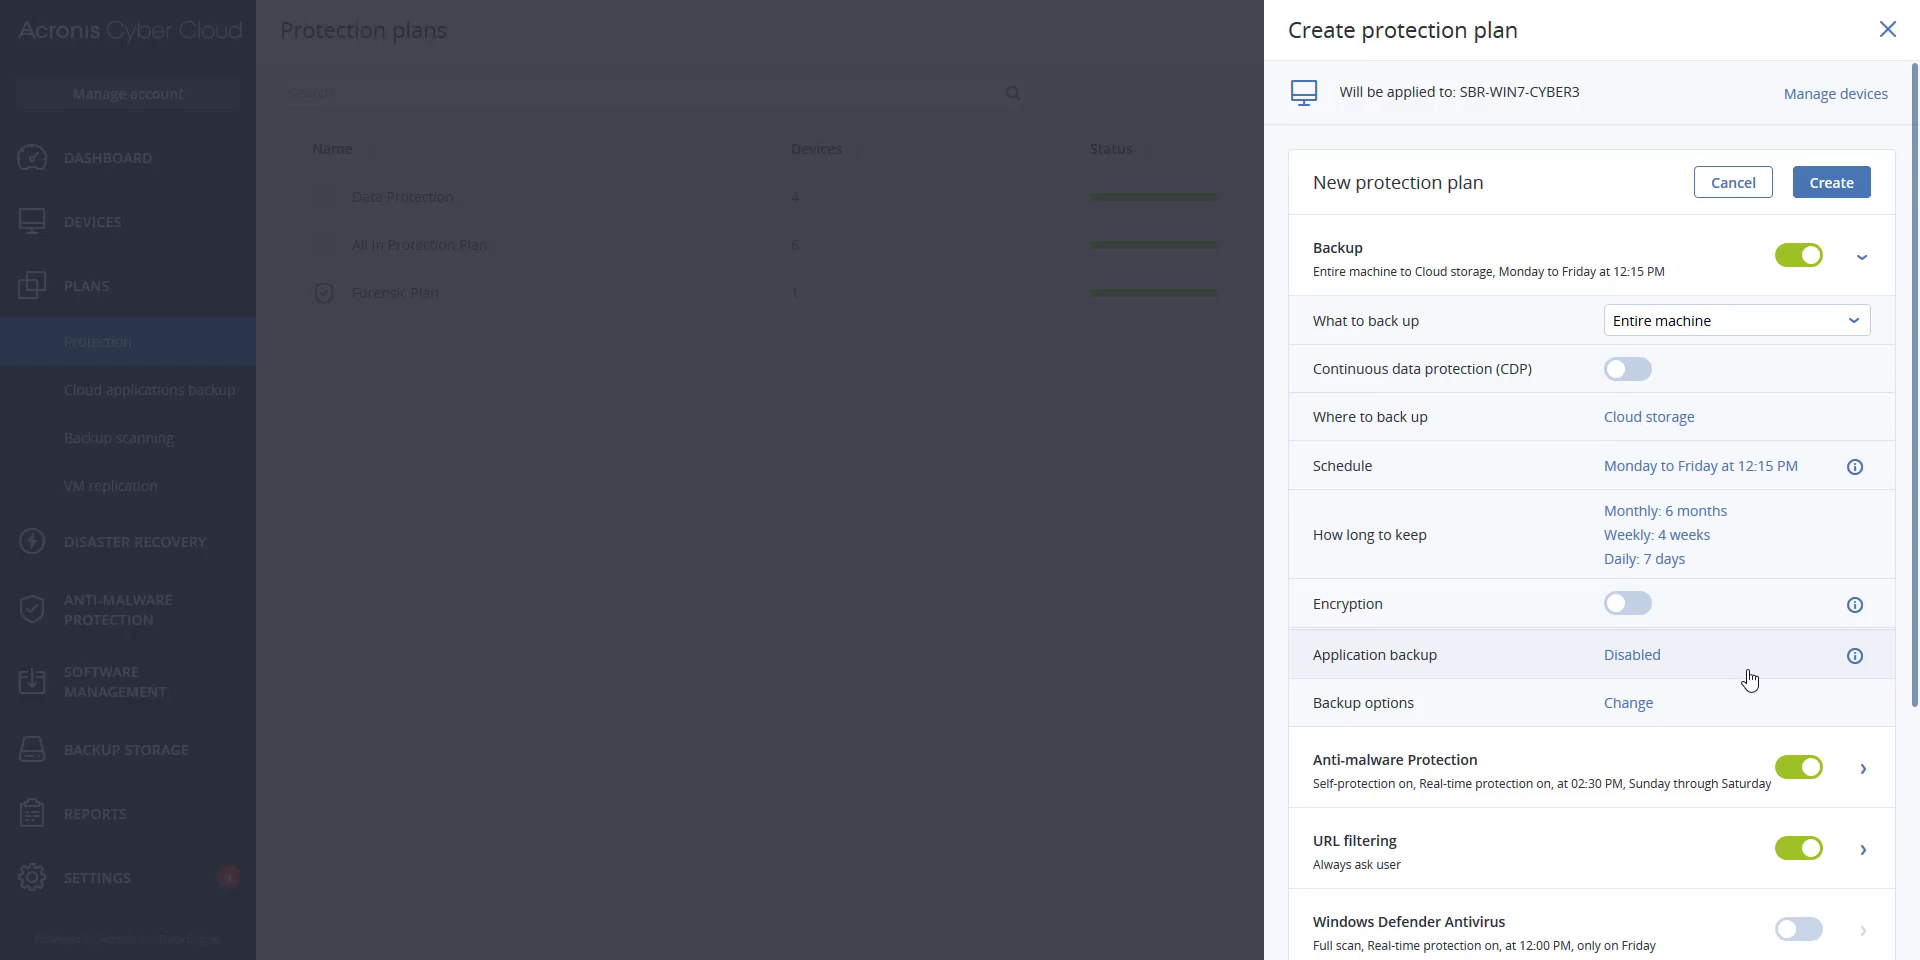 Acronis Cyber Cloud
Manage account
DASHBOARD
DEVICES
PLANS
Protection
Cloud applications backup
Backup scanning
VM replication
DISASTER RECOVERY
ANTI-MALWARE
PROTECTION
SOFTWARE
MANAGEMENT
BACKUP STORAGE
REPORTS
SETTINGS
3
Protection plans
Search
Name
Devices
Status
Data Protection
4
All In Protection Plan
6
Forensic Plan
1
Create protection plan
Will be applied to: SBR-WIN7-CYBER3
Manage devices
New protection plan
Cancel
Create
Backup
Entire machine to Cloud storage, Monday to Friday at 12:15 PM
What to back up
Entire machine
Continuous data protection (CDP)
Where to back up
Cloud storage
Schedule
Monday to Friday at 12:15 PM
How long to keep
Monthly: 6 months
Weekly: 4 weeks
Daily: 7 days
Encryption
Application backup
Disabled
Backup options
Change
Anti-malware Protection
Self-protection on, Real-time protection on, at 02:30 PM, Sunday through Saturday
URL filtering
Always ask user
Windows Defender Antivirus
Full scan, Real-time protection on, at 12:00 PM, only on Friday